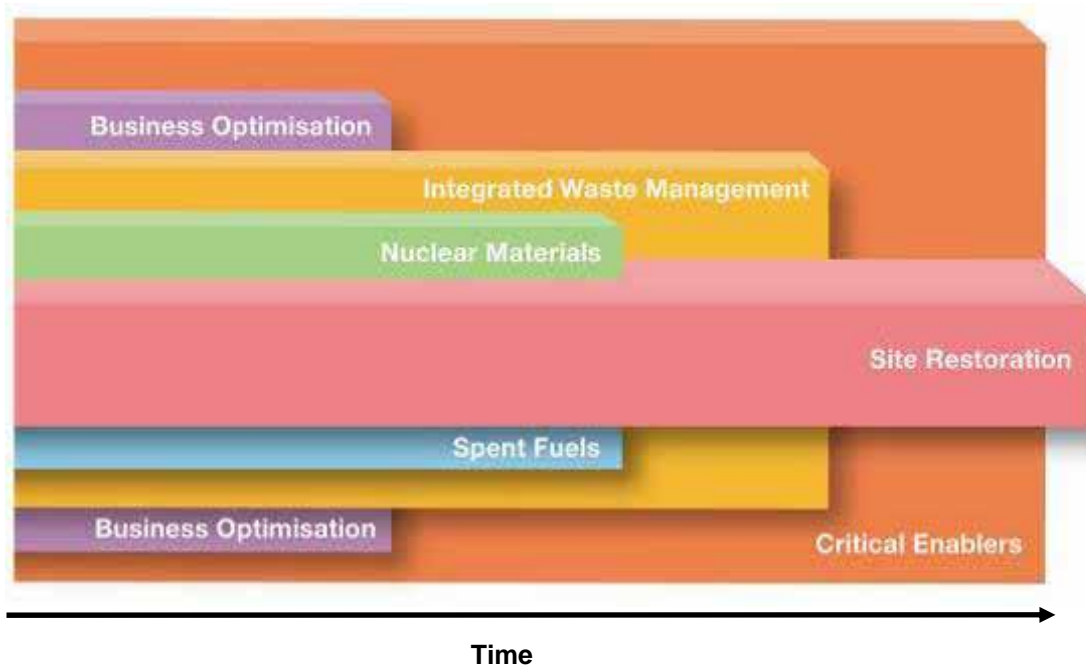 Business Optimisation
Integrated Waste Management
Nuclear Materials
Site Restoration
Spent Fuels
Business Optimisation
Critical Enablers
Time